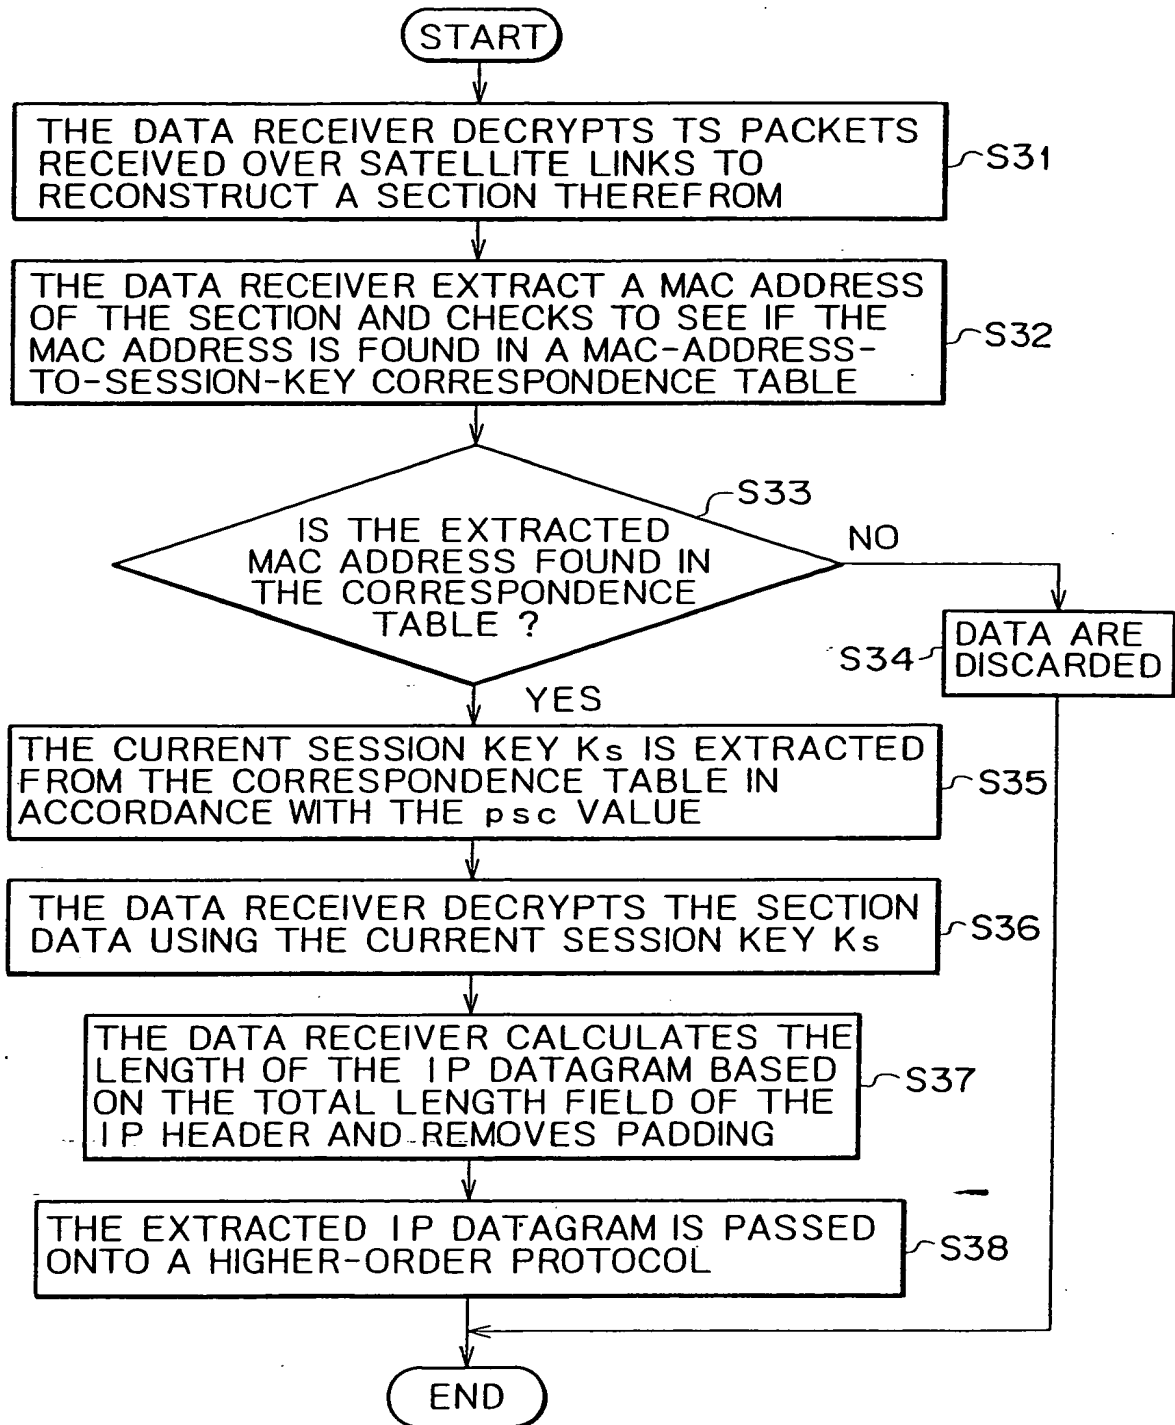 START
THE DATA RECEIVER DECRYPTS TS PACKETS
RECEIVED OVER SATELLITE LINKS TO
RECONSTRUCT A SECTION THEREFROM
S31
THE DATA RECEIVER EXTRACT A MAC ADDRESS
OF THE SECTION AND CHECKS TO SEE IF THE
MAC ADDRESS IS FOUND IN A MAC-ADDRESS-
TO-SESSION-KEY CORRESPONDENCE TABLE
S32
S33
IS THE EXTRACTED
MAC ADDRESS FOUND IN
THE CORRESPONDENCE
TABLE ?
NO
S34
DATA ARE
DISCARDED
YES
THE CURRENT SESSION KEY Ks IS EXTRACTED
FROM THE CORRESPONDENCE TABLE IN
ACCORDANCE WITH THE psc VALUE
S35
THE DATA RECEIVER DECRYPTS THE SECTION
DATA USING THE CURRENT SESSION KEY Ks
S36
THE DATA RECEIVER CALCULATES THE
LENGTH OF THE IP DATAGRAM BASED
ON THE TOTAL LENGTH FIELD OF THE
IP HEADER AND REMOVES PADDING
S37
THE EXTRACTED IP DATAGRAM IS PASSED
ONTO A HIGHER-ORDER PROTOCOL
S38
END